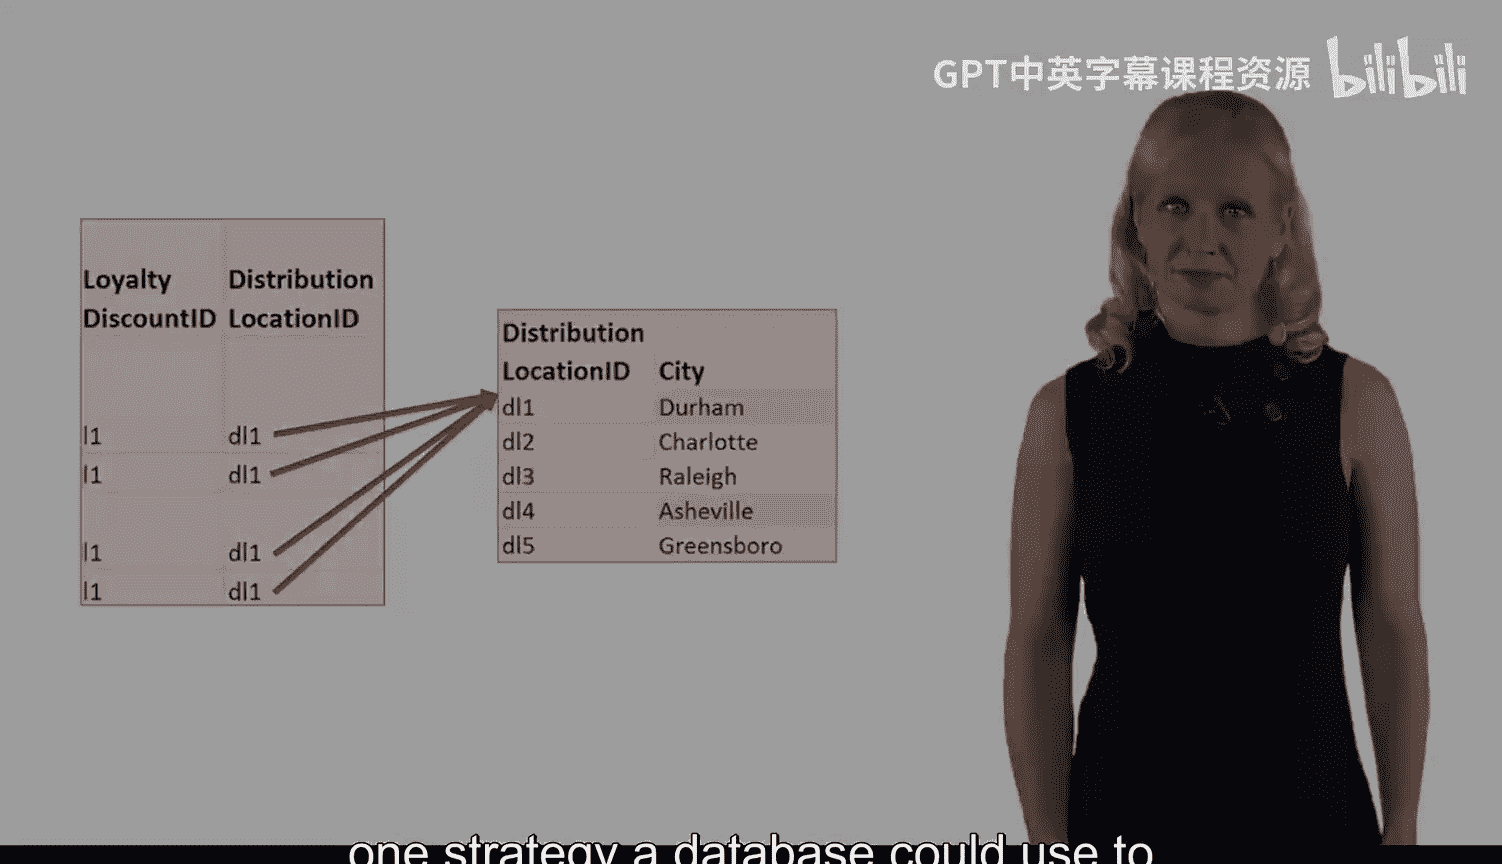 GPT中英字幕课程资源 bilibili
Loyalty Distribution
DiscountID LocationID
l1 dl1
l1 dl1
l1 dl1
l1 dl1
Distribution
LocationID City
dl1 Durham
dl2 Charlotte
dl3 Raleigh
dl4 Asheville
dl5 Greensboro
one strategy a database could use to